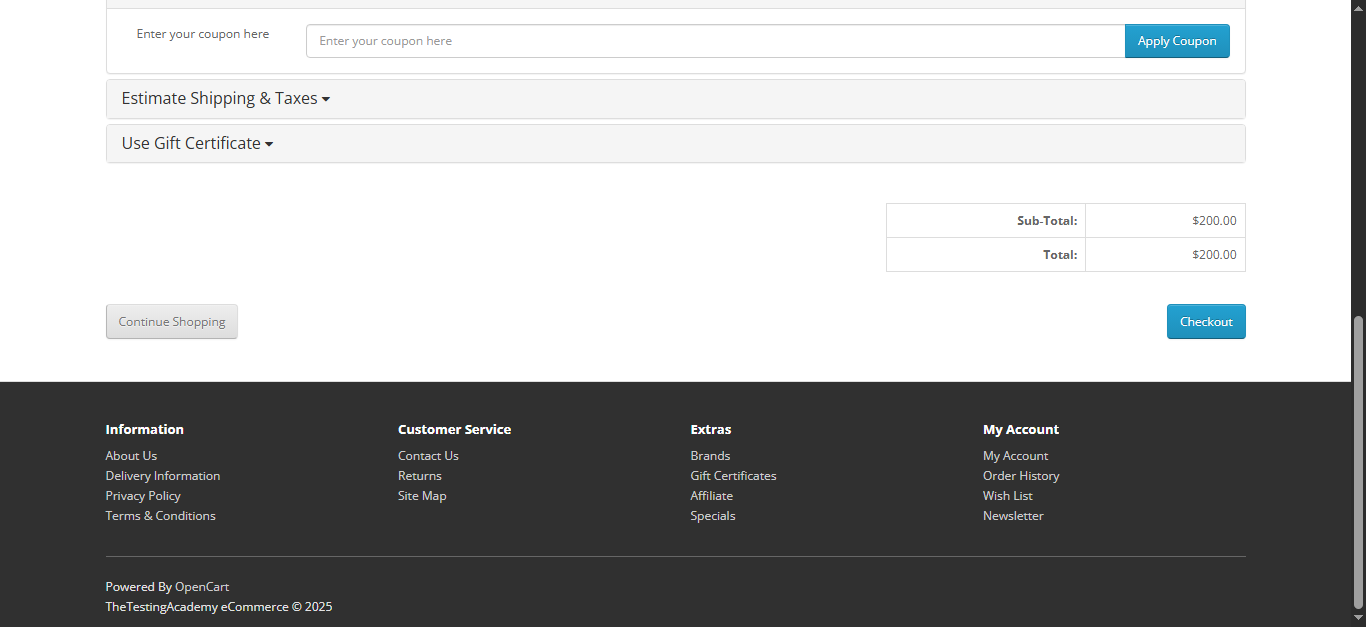 Enter your coupon here
Enter your coupon here
Apply Coupon
Estimate Shipping & Taxes
Use Gift Certificate
Sub-Total: $200.00
Total: $200.00
Continue Shopping
Checkout
Information
About Us
Delivery Information
Privacy Policy
Terms & Conditions
Customer Service
Contact Us
Returns
Site Map
Extras
Brands
Gift Certificates
Affiliate
Specials
My Account
My Account
Order History
Wish List
Newsletter
Powered By OpenCart
TheTestingAcademy eCommerce © 2025